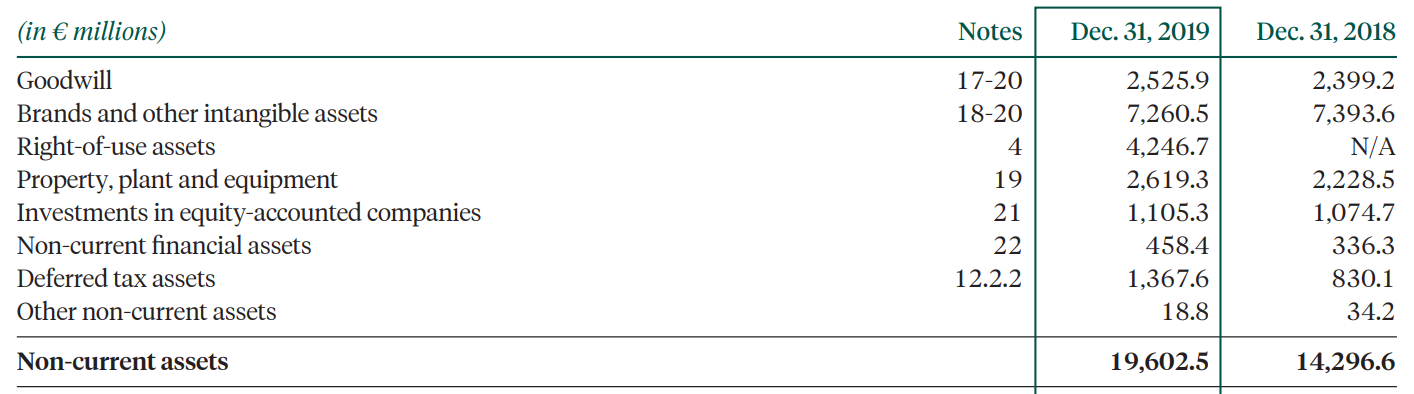 (in € millions) Notes Dec. 31, 2019 Dec. 31, 2018
Goodwill 17-20 2,525.9 2,399.2
Brands and other intangible assets 18-20 7,260.5 7,393.6
Right-of-use assets 4 4,246.7 N/A
Property, plant and equipment 19 2,619.3 2,228.5
Investments in equity-accounted companies 21 1,105.3 1,074.7
Non-current financial assets 22 458.4 336.3
Deferred tax assets 12.2.2 1,367.6 830.1
Other non-current assets 18.8 34.2
Non-current assets 19,602.5 14,296.6